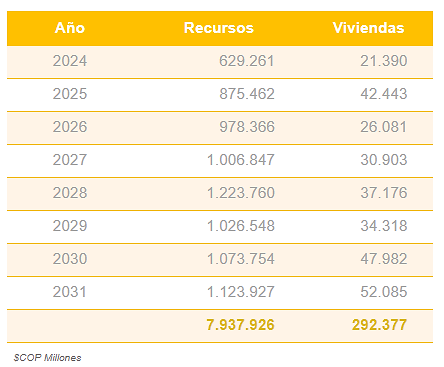 Año Recursos Viviendas
2024 629.261 21.390
2025 875.462 42.443
2026 978.366 26.081
2027 1.006.847 30.903
2028 1.223.760 37.176
2029 1.026.548 34.318
2030 1.073.754 47.982
2031 1.123.927 52.085
7.937.926 292.377
$COP Millones